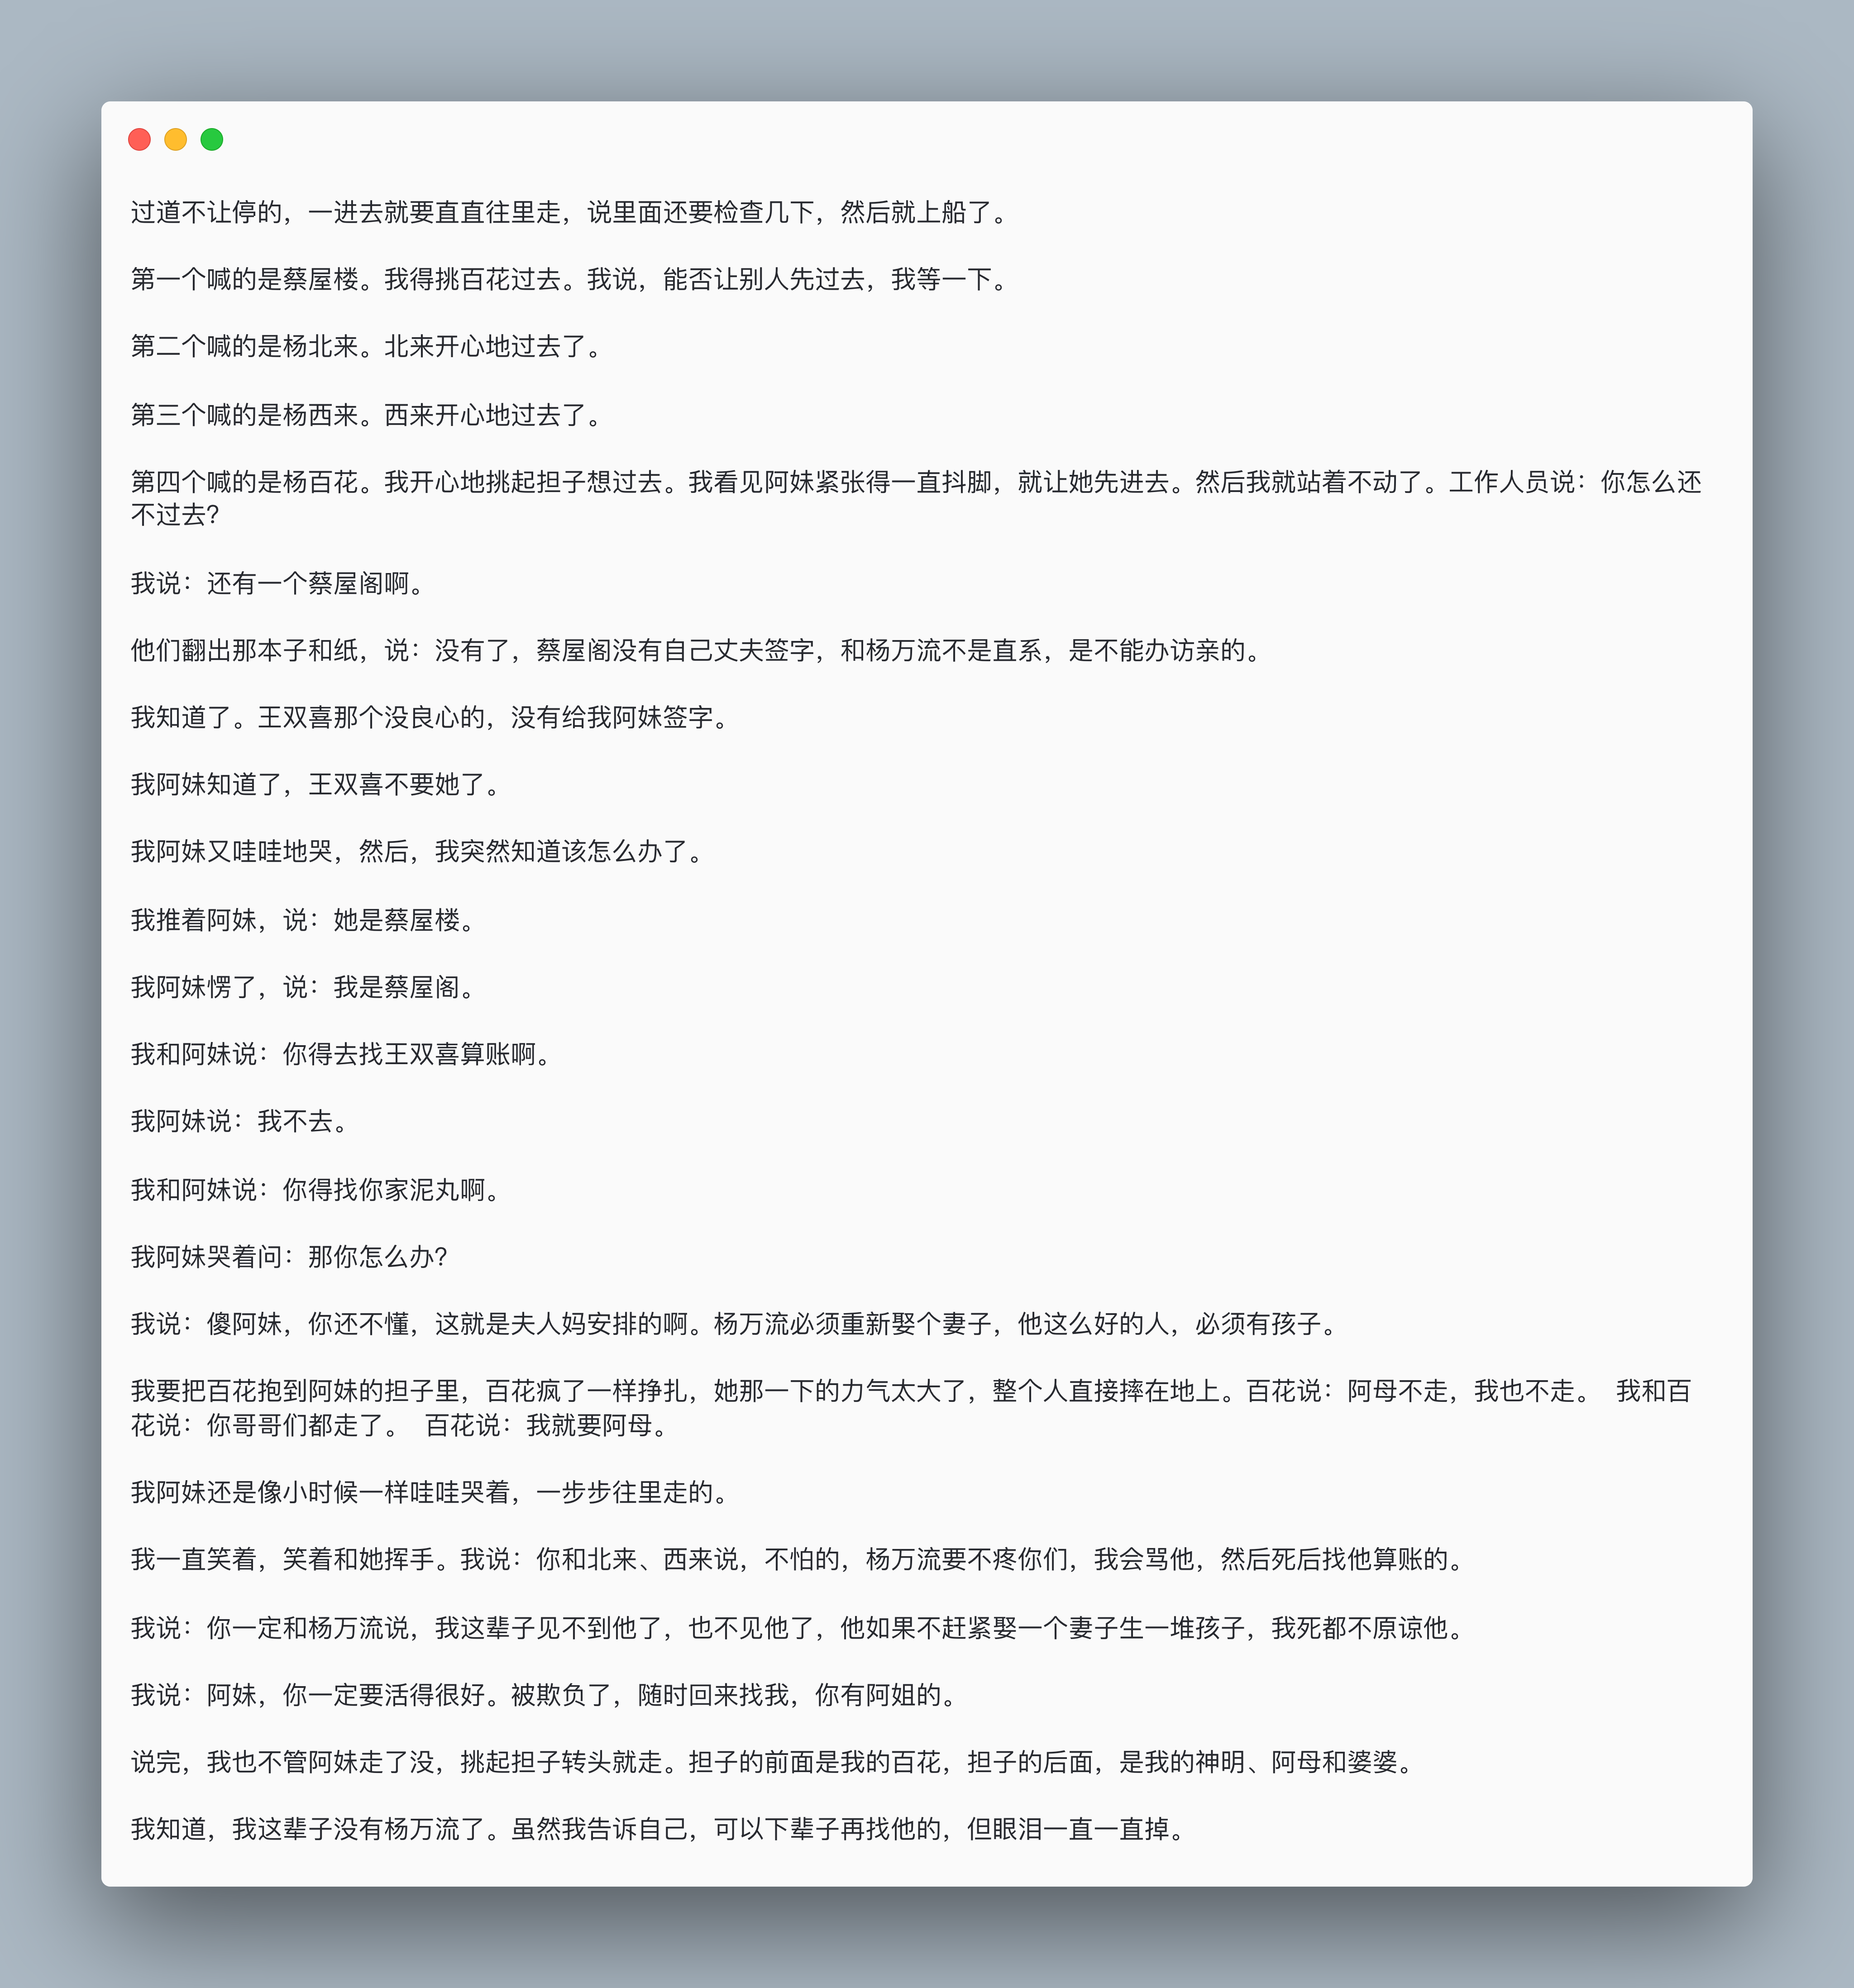 过道不让停的，一进去就要直直往里走，说里面还要检查几下，然后就上船了。
第一个喊的是蔡屋楼。我得挑百花过去。我说，能否让别人先过去，我等一下。
第二个喊的是杨北来。北来开心地过去了。
第三个喊的是杨西来。西来开心地过去了。
第四个喊的是杨百花。我开心地挑起担子想过去。我看见阿妹紧张得一直抖脚，就让她先进去。然后我就站着不动了。工作人员说：你怎么还
不过去？
我说：还有一个蔡屋阁啊。
他们翻出那本子和纸，说：没有了，蔡屋阁没有自己丈夫签字，和杨万流不是直系，是不能办访亲的。
我知道了。王双喜那个没良心的，没有给我阿妹签字。
我阿妹知道了，王双喜不要她了。
我阿妹又哇哇地哭，然后，我突然知道该怎么办了。
我推着阿妹，说：她是蔡屋楼。
我阿妹愣了，说：我是蔡屋阁。
我和阿妹说：你得去找王双喜算账啊。
我阿妹说：我不去。
我和阿妹说：你得找你家泥丸啊。
我阿妹哭着问：那你怎么办？
我说：傻阿妹，你还不懂，这就是夫人妈安排的啊。杨万流必须重新娶个妻子，他这么好的人，必须有孩子。
我要把百花抱到阿妹的担子里，百花疯了一样挣扎，她那一下的力气太大了，整个人直接摔在地上。百花说：阿母不走，我也不走。 我和百
花说：你哥哥们都走了。 百花说：我就要阿母。
我阿妹还是像小时候一样哇哇哭着，一步步往里走的。
我一直笑着，笑着和她挥手。我说：你和北来、西来说，不怕的，杨万流要不疼你们，我会骂他，然后死后找他算账的。
我说：你一定和杨万流说，我这辈子见不到他了，也不见他了，他如果不赶紧娶一个妻子生一堆孩子，我死都不原谅他。
我说：阿妹，你一定要活得很好。被欺负了，随时回来找我，你有阿姐的。
说完，我也不管阿妹走了没，挑起担子转头就走。担子的前面是我的百花，担子的后面，是我的神明、阿母和婆婆。
我知道，我这辈子没有杨万流了。虽然我告诉自己，可以下辈子再找他的，但眼泪一直一直掉。